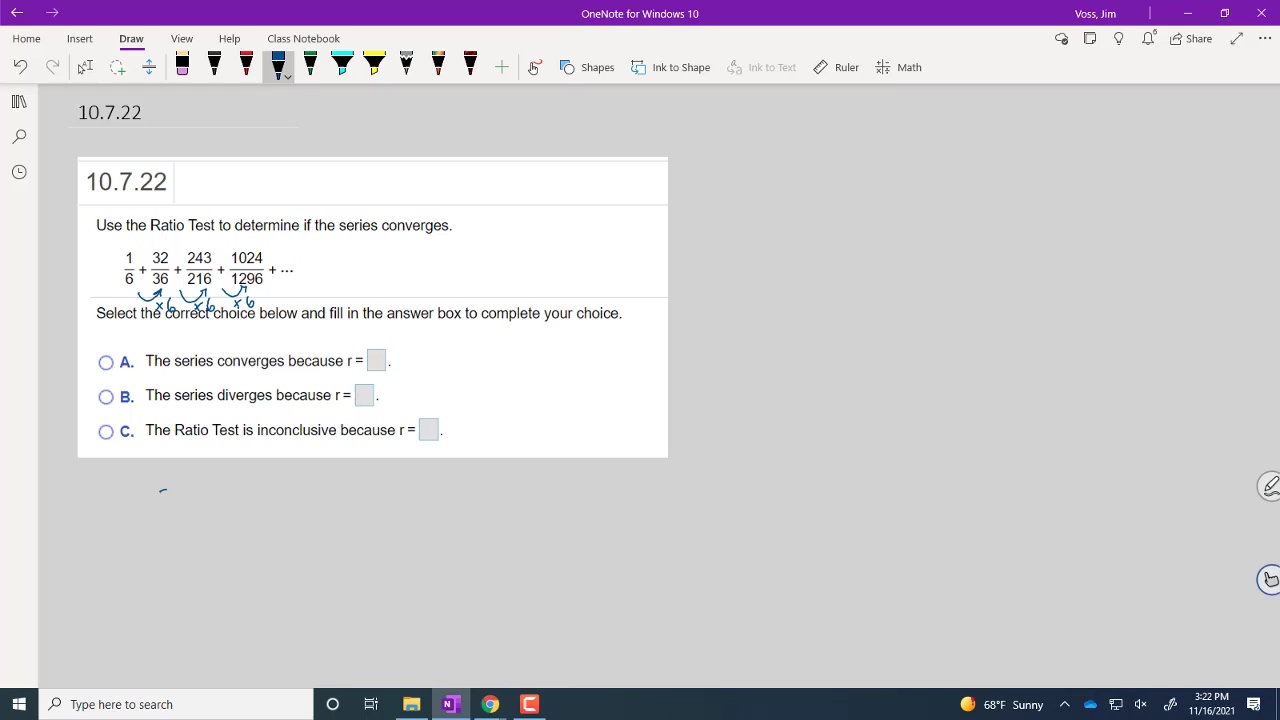 OneNote for Windows 10
Voss, Jim
Home Insert Draw View Help Class Notebook
Share
Shapes Ink to Shape Ink to Text Ruler Math
10.7.22
10.7.22
Use the Ratio Test to determine if the series converges.
1/6 + 32/36 + 243/216 + 1024/1296 + ...
×6 ×6 ×6
Select the correct choice below and fill in the answer box to complete your choice.
A. The series converges because r = .
B. The series diverges because r = .
C. The Ratio Test is inconclusive because r = .
Type here to search
68°F Sunny
3:22 PM
11/16/2021